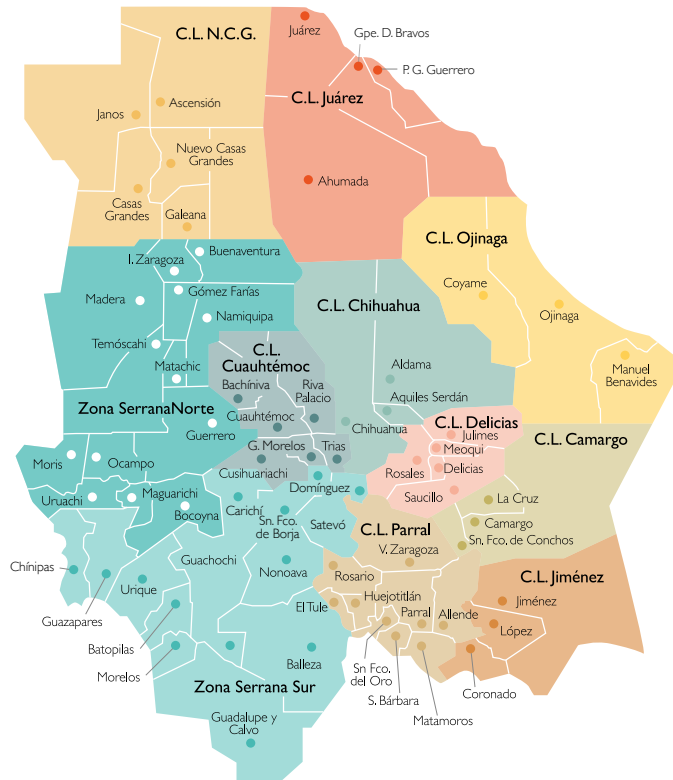 C.L. N.C.G.
Juárez
Gpe. D. Bravos
P. G. Guerrero
C.L. Juárez
Ascensión
Janos
Nuevo Casas
Grandes
Ahumada
Casas
Grandes
Galeana
C.L. Ojinaga
Buenaventura
I. Zaragoza
Coyame
Gómez Farías
Madera
C.L. Chihuahua
Ojinaga
Namiquipa
Temóscahi
C.L.
Cuauhtémoc
Aldama
Manuel
Benavides
Matachic
Bachíniva
Riva
Palacio
Aquiles Serdán
Zona SerranaNorte
Cuauhtémoc
Guerrero
Chihuahua
C.L. Delicias
Julimes
C.L. Camargo
G. Morelos
Trias
Meoqui
Moris
Ocampo
Cusihuariachi
Rosales
Delicias
Domínguez
Saucillo
Uruachi
Maguarichi
Carichí
La Cruz
Bocoyna
Sn. Fco.
de Borja
Satevó
C.L. Parral
Camargo
Sn. Fco. de Conchos
V. Zaragoza
Chínipas
Guachochi
Nonoava
Rosario
C.L. Jiménez
Urique
Huejotitlán
Jiménez
Guazapares
El Tule
Parral
Allende
López
Batopilas
Morelos
Balleza
Sn Fco.
del Oro
Coronado
Zona Serrana Sur
S. Bárbara
Matamoros
Guadalupe y
Calvo